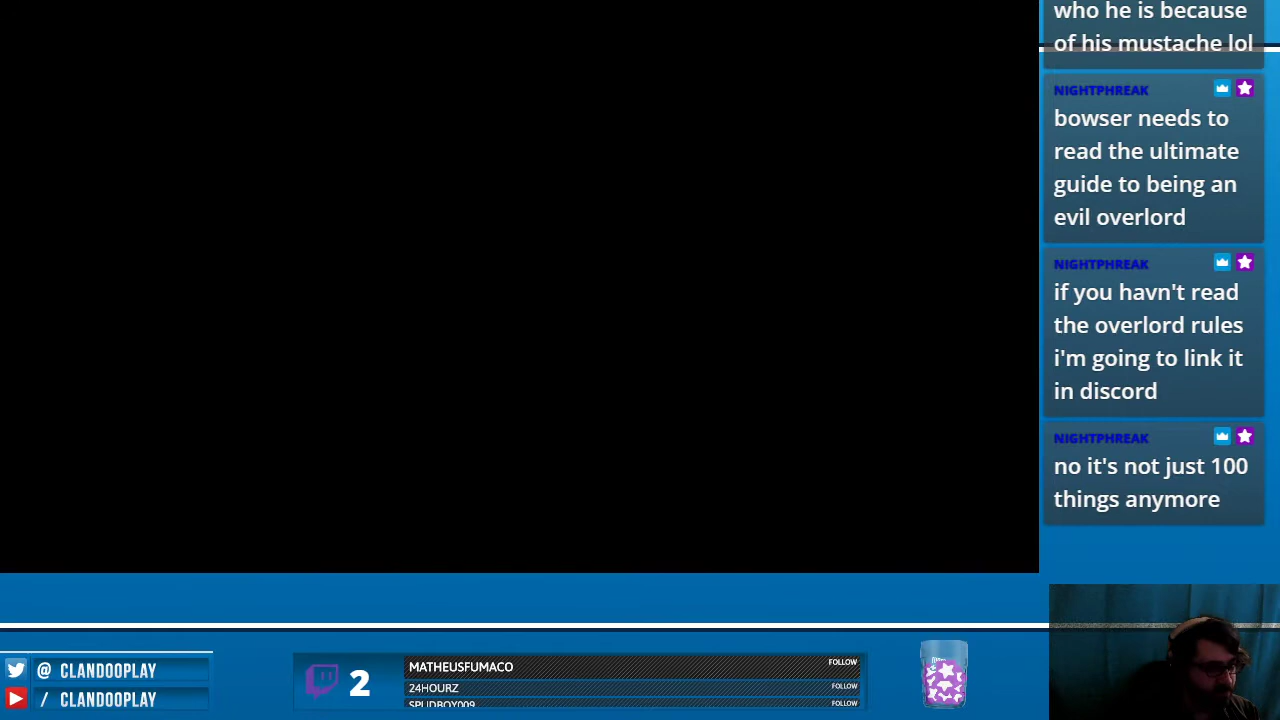 who he is because
of his mustache lol
NIGHTPHREAK
bowser needs to
read the ultimate
guide to being an
evil overlord
NIGHTPHREAK
if you havn't read
the overlord rules
i'm going to link it
in discord
NIGHTPHREAK
no it's not just 100
things anymore
@ CLANDOOPLAY
/ CLANDOOPLAY
2
MATHEUSFUMACO FOLLOW
24HOURZ FOLLOW
SPUDBOY009 FOLLOW